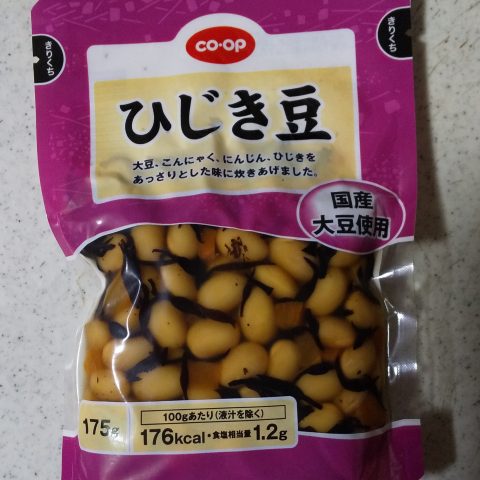 きりくち
きりくち
CO·OP
ひじき豆
大豆、こんにゃく、にんじん、ひじきを
あっさりとした味に炊きあげました。
国産
大豆使用
175g
100gあたり(液汁を除く)
176kcal・食塩相当量1.2g